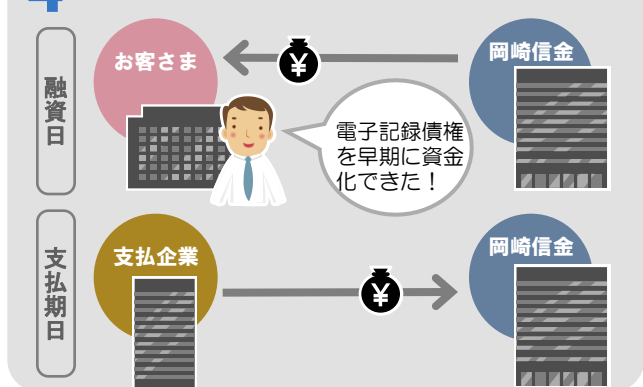 融資日
お客さま
¥
岡崎信金
電子記録債権
を早期に資金
化できた！
支払期日
支払企業
¥
岡崎信金